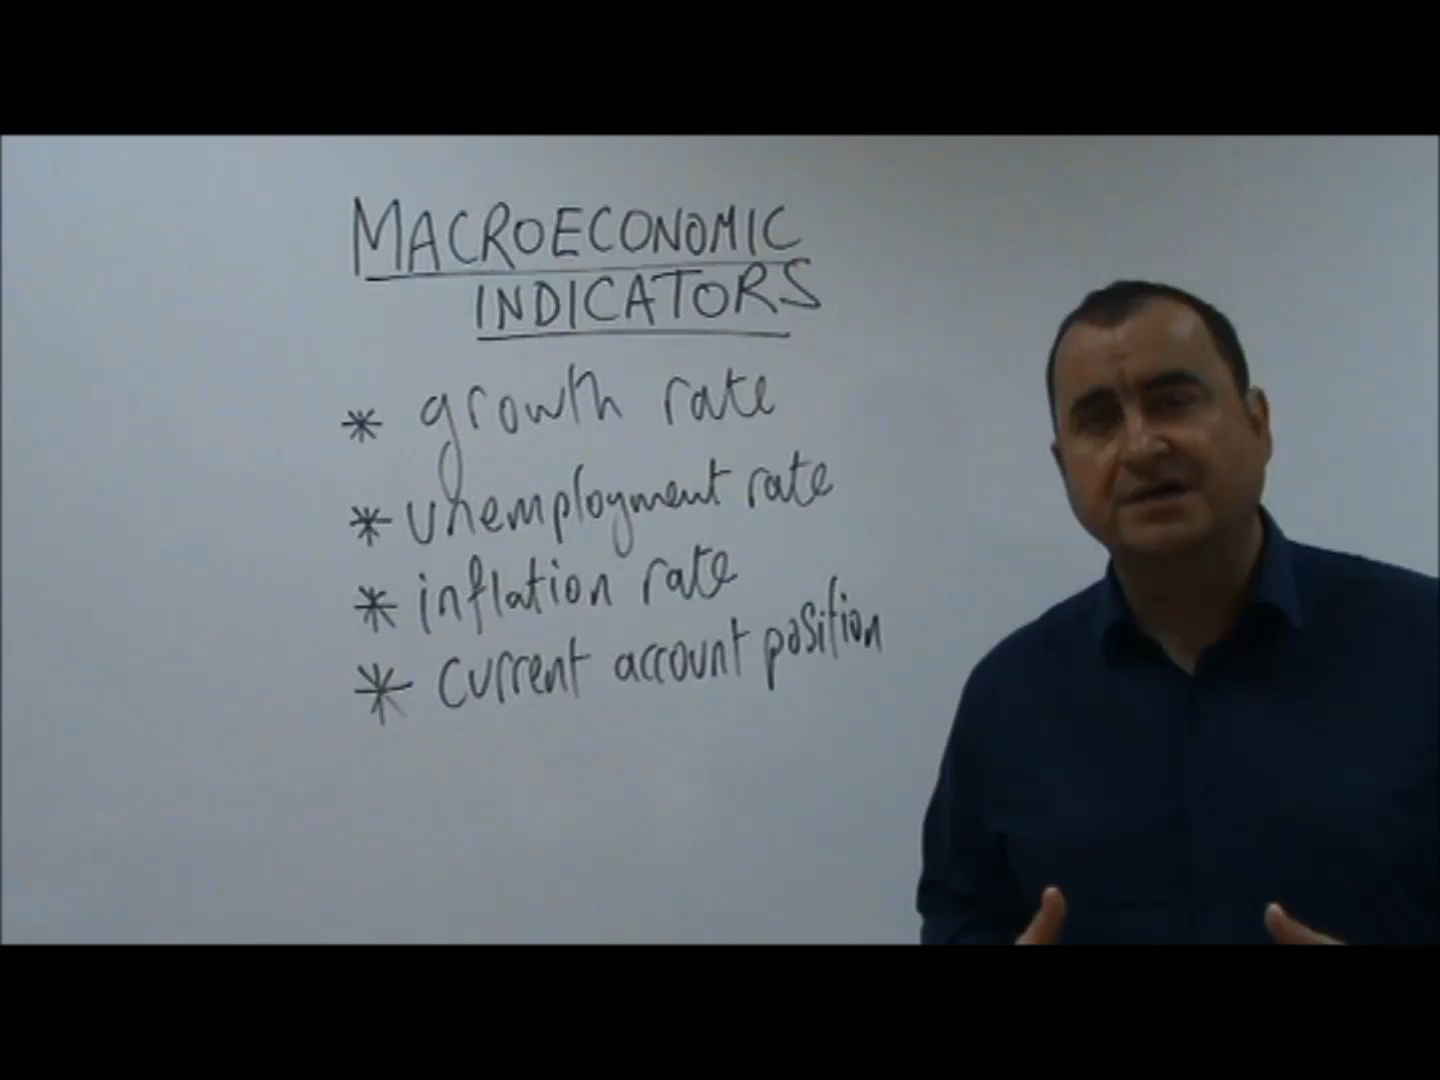 MACROECONOMIC
INDICATORS
* growth rate
* unemployment rate
* inflation rate
* current account position